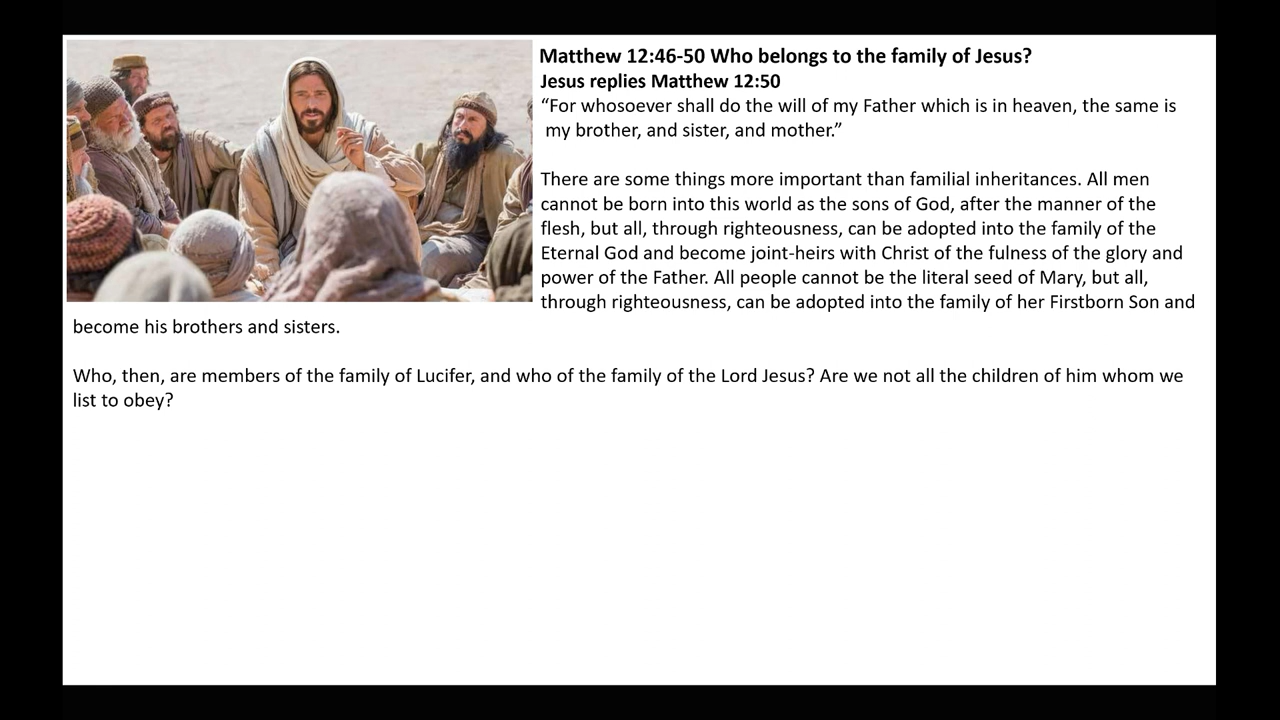 Matthew 12:46-50 Who belongs to the family of Jesus?
Jesus replies Matthew 12:50
“For whosoever shall do the will of my Father which is in heaven, the same is
my brother, and sister, and mother.”
There are some things more important than familial inheritances. All men
cannot be born into this world as the sons of God, after the manner of the
flesh, but all, through righteousness, can be adopted into the family of the
Eternal God and become joint-heirs with Christ of the fulness of the glory and
power of the Father. All people cannot be the literal seed of Mary, but all,
through righteousness, can be adopted into the family of her Firstborn Son and
become his brothers and sisters.
Who, then, are members of the family of Lucifer, and who of the family of the Lord Jesus? Are we not all the children of him whom we
list to obey?